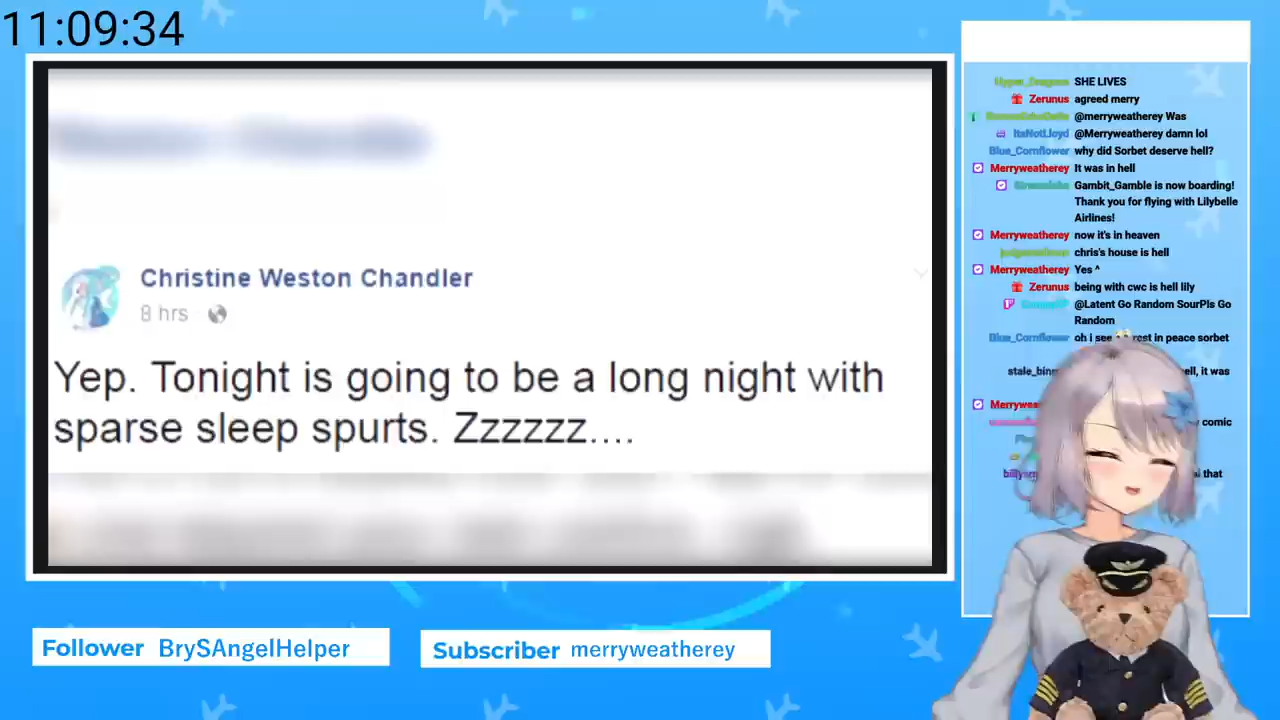 11:09:34
Christine Weston Chandler
8 hrs
Yep. Tonight is going to be a long night with
sparse sleep spurts. Zzzzzz....
SHE LIVES
Zerunus agreed merry
@merryweatherey Was
ItsNotLloyd @Merryweatherey damn lol
Blue_Cornflower why did Sorbet deserve hell?
Merryweatherey It was in hell
Gambit_Gamble is now boarding!
Thank you for flying with Lilybelle
Airlines!
Merryweatherey now it's in heaven
chris's house is hell
Merryweatherey Yes ^
Zerunus being with cwc is hell lily
@Latent Go Random SourPls Go
Random
Blue_Cornflower oh i see rest in peace sorbet
it was
comic
that
Follower BrySAngelHelper
Subscriber merryweatherey